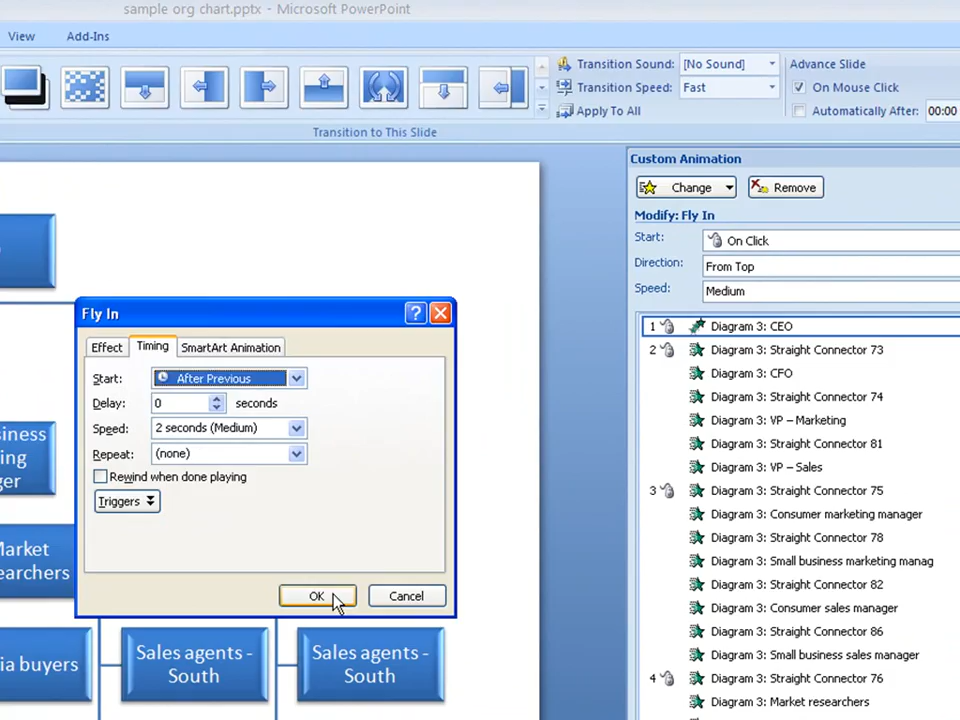 sample org chart.pptx - Microsoft PowerPoint
View Add-Ins
Transition Sound: [No Sound]
Transition Speed: Fast
Apply To All
Advance Slide
On Mouse Click
Automatically After: 00:00
Transition to This Slide
Custom Animation
Change Remove
Modify: Fly In
Start: On Click
Direction: From Top
Speed: Medium
1 Diagram 3: CEO
2 Diagram 3: Straight Connector 73
Diagram 3: CFO
Diagram 3: Straight Connector 74
Diagram 3: VP – Marketing
Diagram 3: Straight Connector 81
Diagram 3: VP – Sales
3 Diagram 3: Straight Connector 75
Diagram 3: Consumer marketing manager
Diagram 3: Straight Connector 78
Diagram 3: Small business marketing manag
Diagram 3: Straight Connector 82
Diagram 3: Consumer sales manager
Diagram 3: Straight Connector 86
Diagram 3: Small business sales manager
4 Diagram 3: Straight Connector 76
Diagram 3: Market researchers
Fly In
?
Effect Timing SmartArt Animation
Start: After Previous
Delay: 0 seconds
Speed: 2 seconds (Medium)
Repeat: (none)
Rewind when done playing
Triggers
OK Cancel
iness
ing
ger
Market
earchers
ia buyers
Sales agents -
South
Sales agents -
South